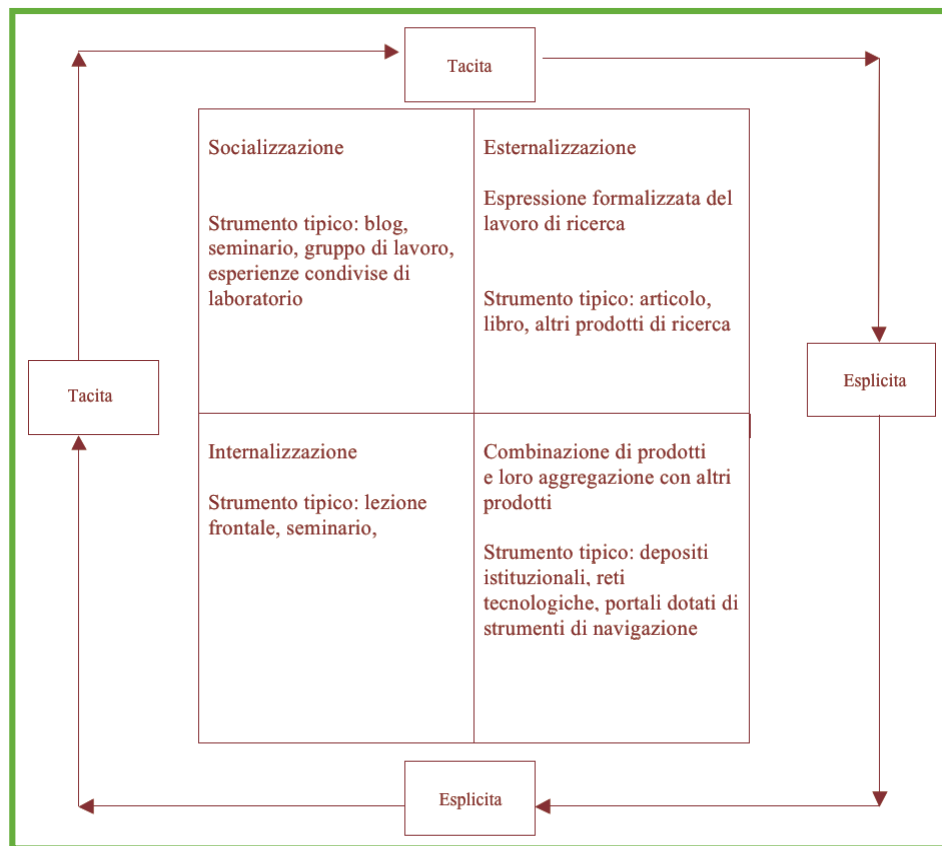 Tacita
Socializzazione
Strumento tipico: blog,
seminario, gruppo di lavoro,
esperienze condivise di
laboratorio
Esternalizzazione
Espressione formalizzata del
lavoro di ricerca
Strumento tipico: articolo,
libro, altri prodotti di ricerca
Tacita
Esplicita
Internalizzazione
Strumento tipico: lezione
frontale, seminario,
Combinazione di prodotti
e loro aggregazione con altri
prodotti
Strumento tipico: depositi
istituzionali, reti
tecnologiche, portali dotati di
strumenti di navigazione
Esplicita